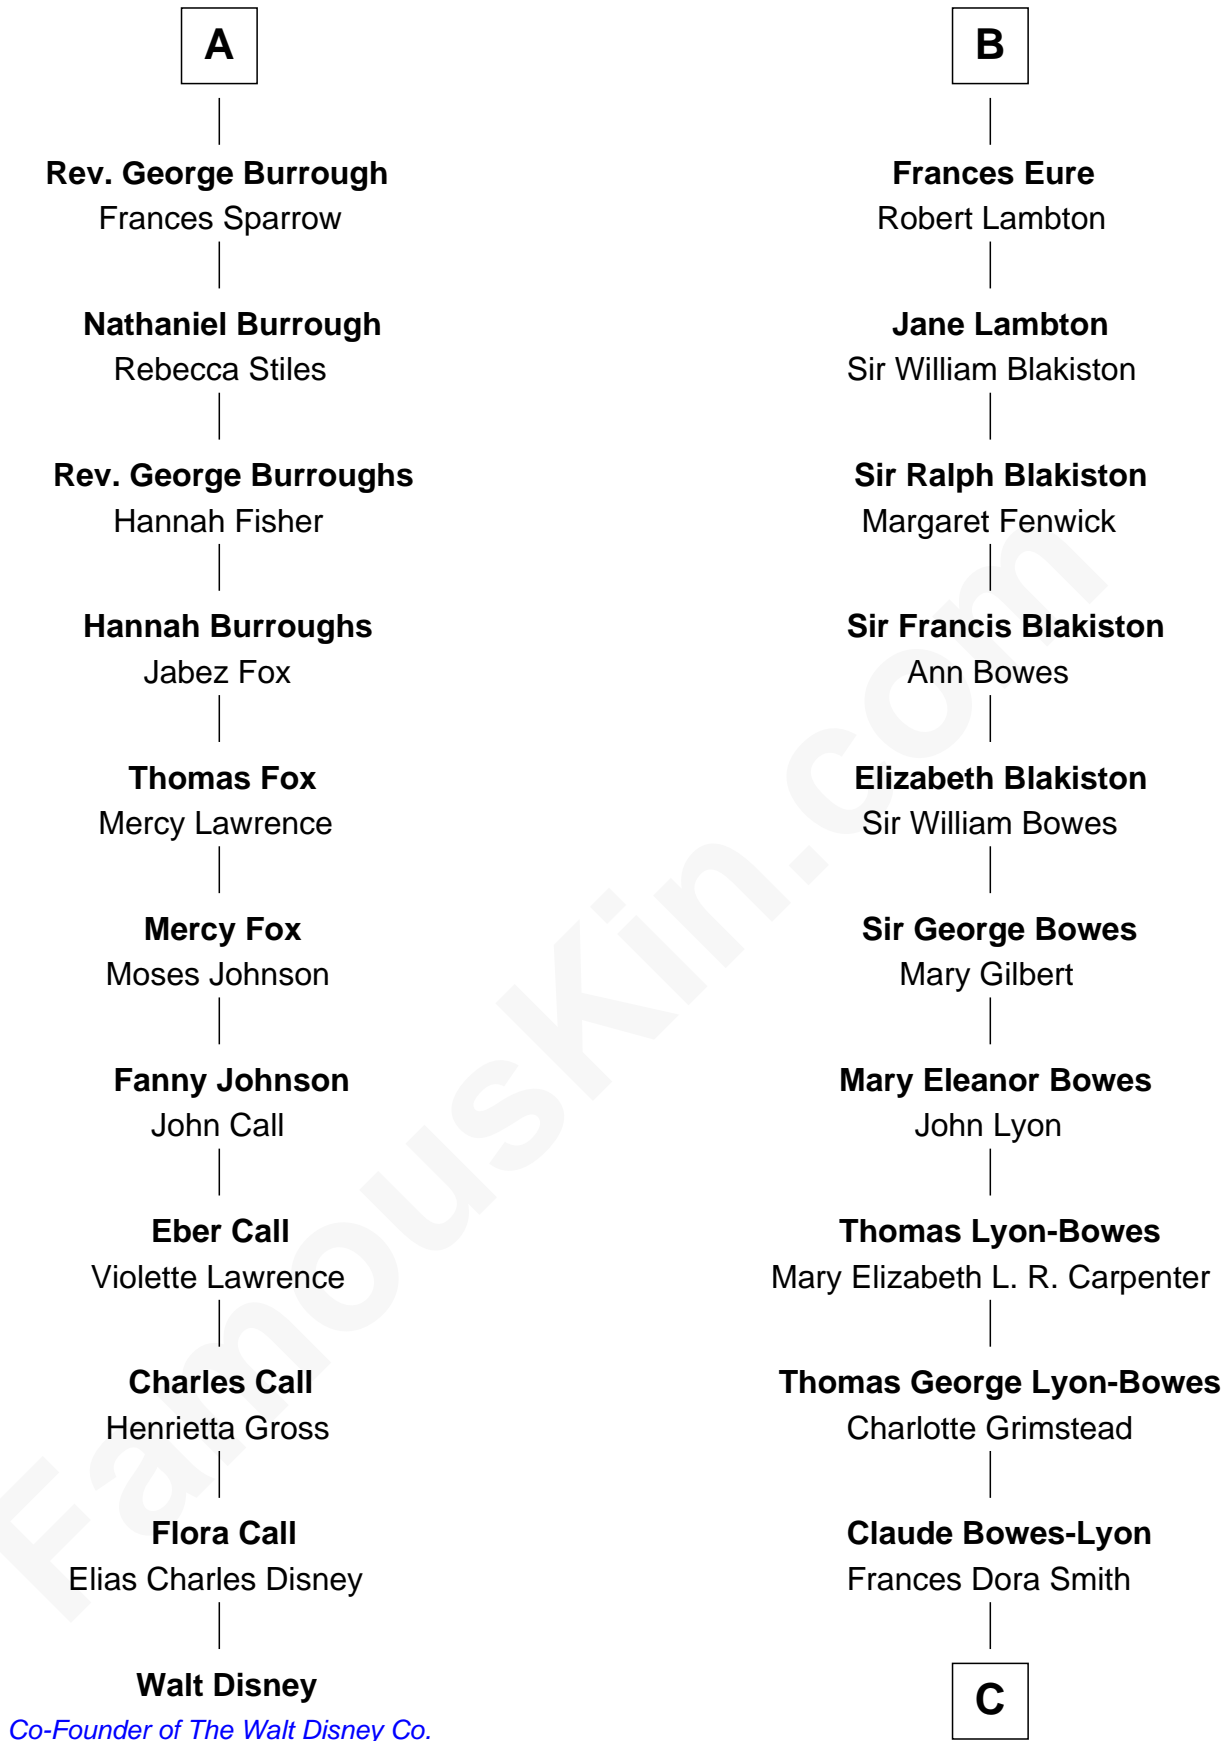 A
Rev. George Burrough
Frances Sparrow
Nathaniel Burrough
Rebecca Stiles
Rev. George Burroughs
Hannah Fisher
Hannah Burroughs
Jabez Fox
Thomas Fox
Mercy Lawrence
Mercy Fox
Moses Johnson
Fanny Johnson
John Call
Eber Call
Violette Lawrence
Charles Call
Henrietta Gross
Flora Call
Elias Charles Disney
Walt Disney
Co-Founder of The Walt Disney Co.
B
Frances Eure
Robert Lambton
Jane Lambton
Sir William Blakiston
Sir Ralph Blakiston
Margaret Fenwick
Sir Francis Blakiston
Ann Bowes
Elizabeth Blakiston
Sir William Bowes
Sir George Bowes
Mary Gilbert
Mary Eleanor Bowes
John Lyon
Thomas Lyon-Bowes
Mary Elizabeth L. R. Carpenter
Thomas George Lyon-Bowes
Charlotte Grimstead
Claude Bowes-Lyon
Frances Dora Smith
C
FamousKin.com